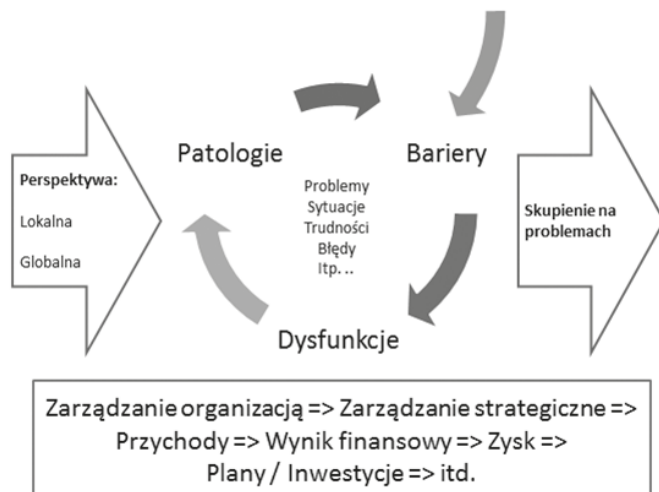 Patologie
Bariery
Perspektywa:
Lokalna
Globalna
Problemy
Sytuacje
Trudności
Błędy
Itp. ..
Skupienie na
problemach
Dysfunkcje
Zarządzanie organizacją => Zarządzanie strategiczne =>
Przychody => Wynik finansowy => Zysk =>
Plany / Inwestycje => itd.